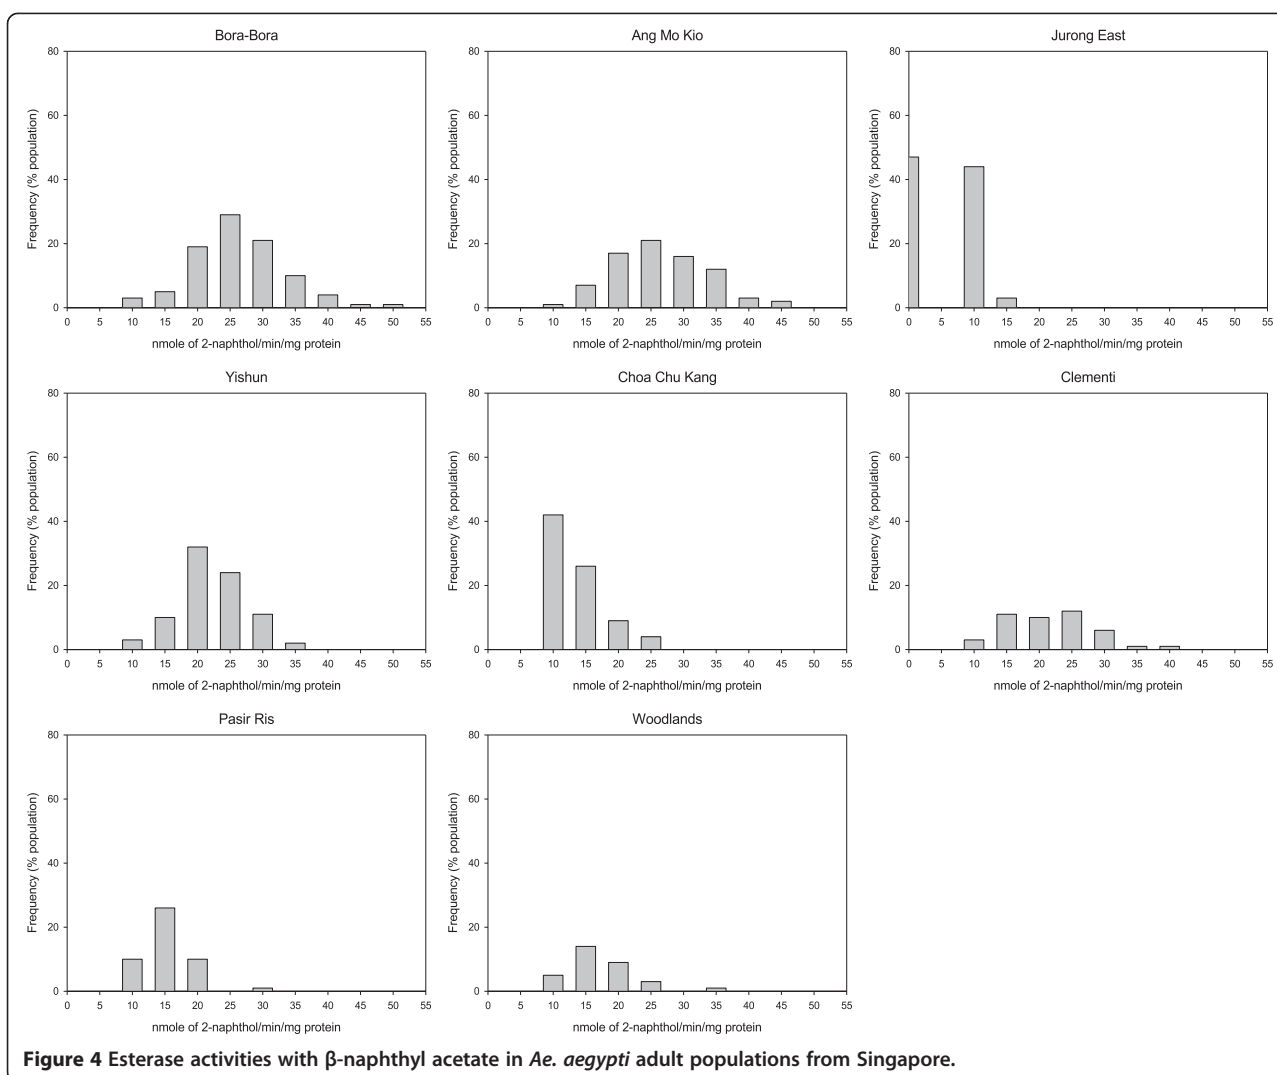 Bora-Bora
80
60
40
20
0
Frequency (% population)
0 5 10 15 20 25 30 35 40 45 50 55
nmole of 2-naphthol/min/mg protein
Ang Mo Kio
80
60
40
20
0
Frequency (% population)
0 5 10 15 20 25 30 35 40 45 50 55
nmole of 2-naphthol/min/mg protein
Jurong East
80
60
40
20
0
Frequency (% population)
0 5 10 15 20 25 30 35 40 45 50 55
nmole of 2-naphthol/min/mg protein
Yishun
80
60
40
20
0
Frequency (% population)
0 5 10 15 20 25 30 35 40 45 50 55
nmole of 2-naphthol/min/mg protein
Choa Chu Kang
80
60
40
20
0
Frequency (% population)
0 5 10 15 20 25 30 35 40 45 50 55
nmole of 2-naphthol/min/mg protein
Clementi
80
60
40
20
0
Frequency (% population)
0 5 10 15 20 25 30 35 40 45 50 55
nmole of 2-naphthol/min/mg protein
Pasir Ris
80
60
40
20
0
Frequency (% population)
0 5 10 15 20 25 30 35 40 45 50 55
nmole of 2-naphthol/min/mg protein
Woodlands
80
60
40
20
0
Frequency (% population)
0 5 10 15 20 25 30 35 40 45 50 55
nmole of 2-naphthol/min/mg protein
Figure 4 Esterase activities with β-naphthyl acetate in Ae. aegypti adult populations from Singapore.